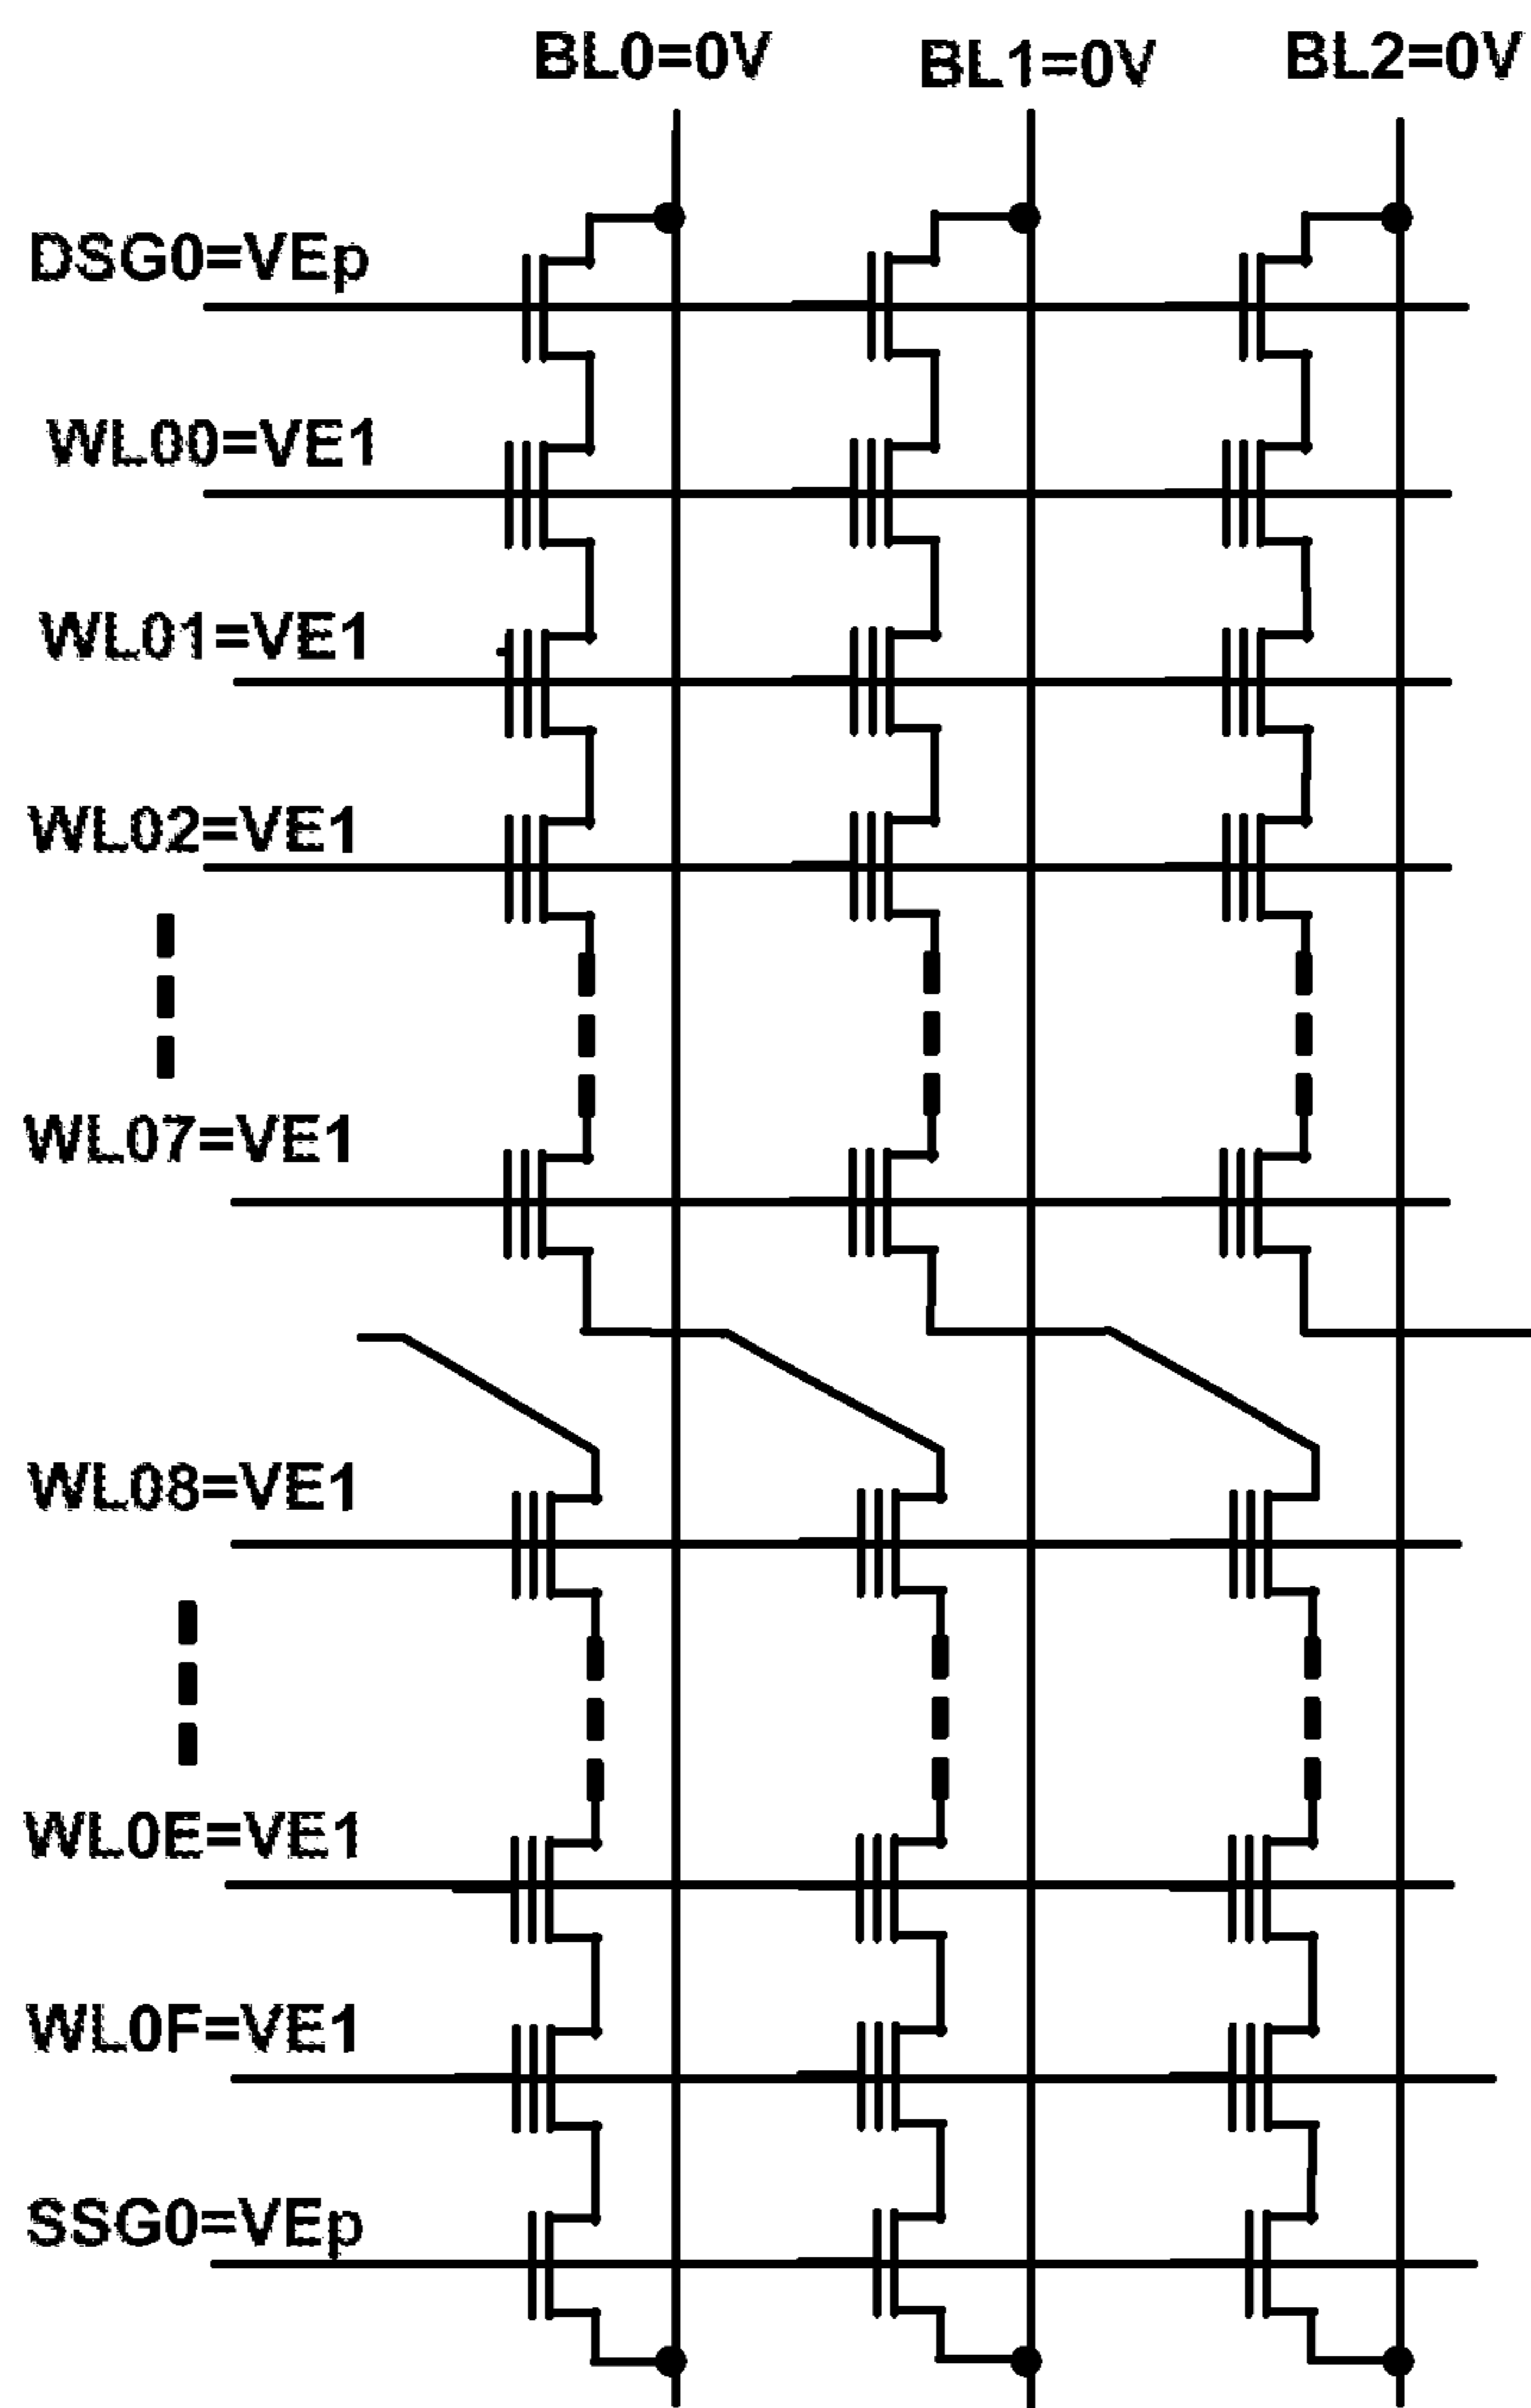 BL0=0V
BL1=0V
BL2=0V
DSG0=VEp
WL00=VE1
WL01=VE1
WL02=VE1
WL07=VE1
WL08=VE1
WL0E=VE1
WL0F=VE1
SSG0=VEp